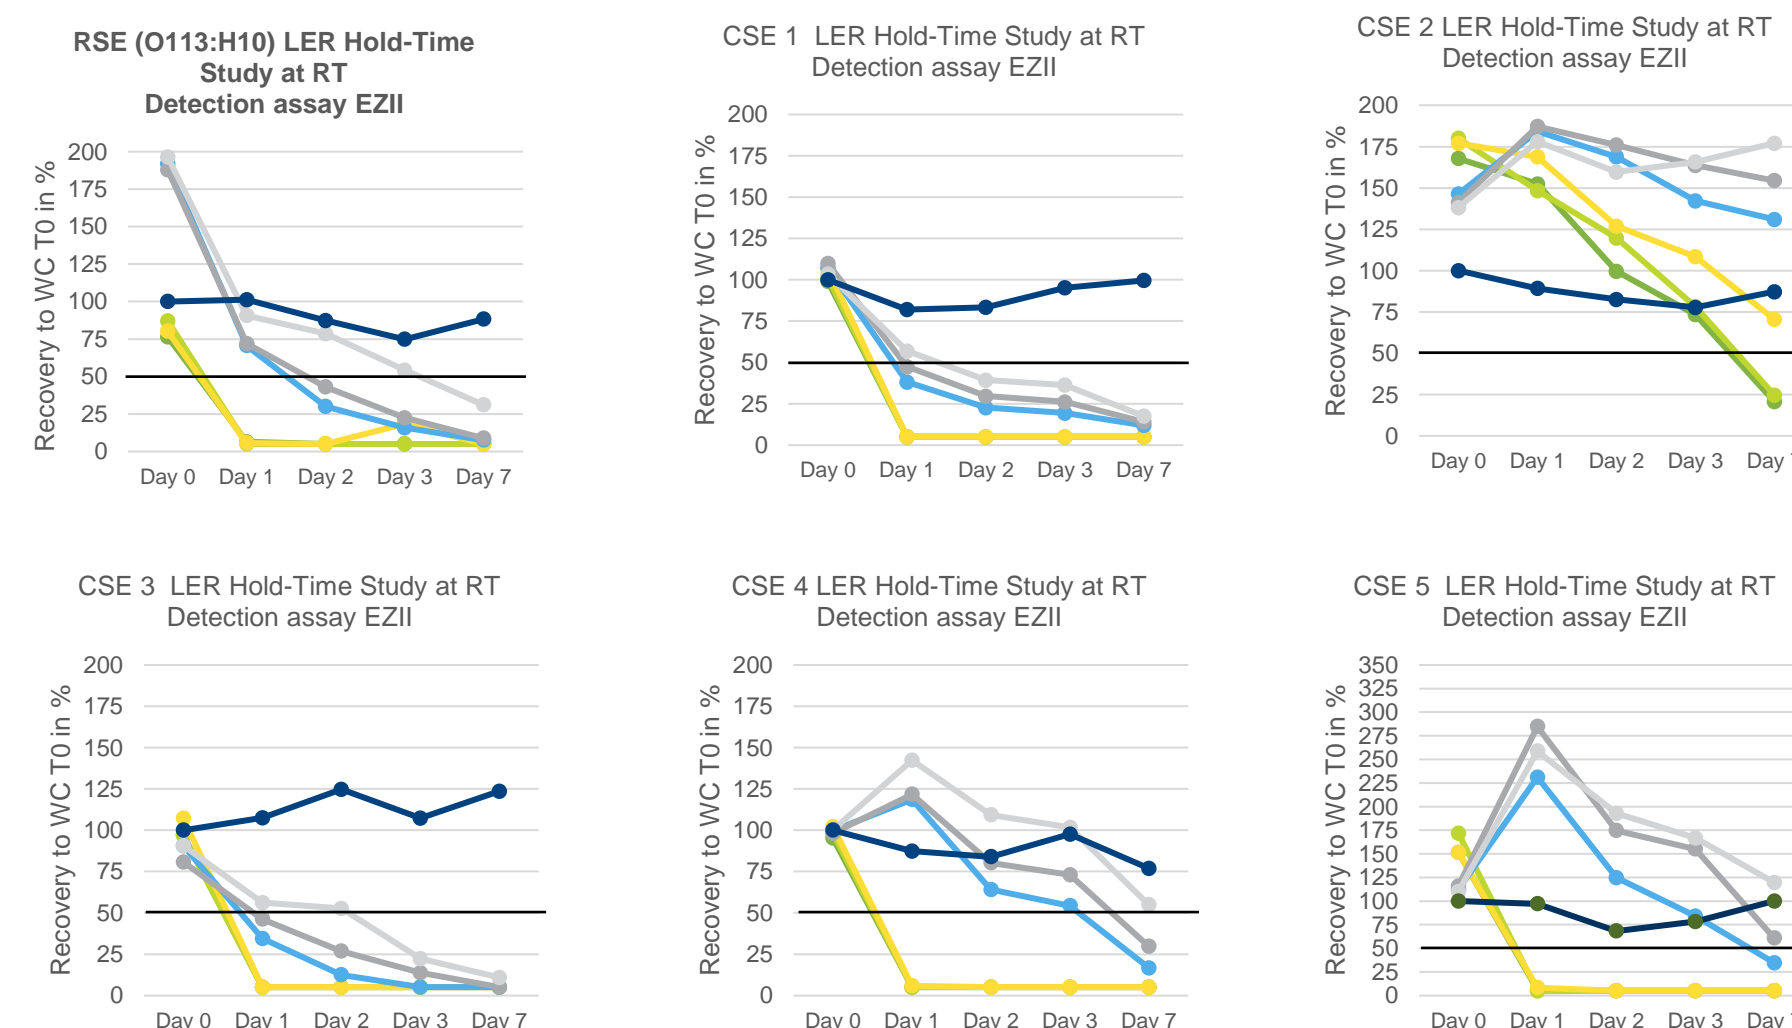 RSE (O113:H10) LER Hold-Time
Study at RT
Detection assay EZII
Recovery to WC T0 in %
200
175
150
125
100
75
50
25
0
Day 0 Day 1 Day 2 Day 3 Day 7
CSE 1 LER Hold-Time Study at RT
Detection assay EZII
Recovery to WC T0 in %
200
175
150
125
100
75
50
25
0
Day 0 Day 1 Day 2 Day 3 Day 7
CSE 2 LER Hold-Time Study at RT
Detection assay EZII
Recovery to WC T0 in %
200
175
150
125
100
75
50
25
0
Day 0 Day 1 Day 2 Day 3 Day
CSE 3 LER Hold-Time Study at RT
Detection assay EZII
Recovery to WC T0 in %
200
175
150
125
100
75
50
25
0
Day 0 Day 1 Day 2 Day 3 Day 7
CSE 4 LER Hold-Time Study at RT
Detection assay EZII
Recovery to WC T0 in %
200
175
150
125
100
75
50
25
0
Day 0 Day 1 Day 2 Day 3 Day 7
CSE 5 LER Hold-Time Study at RT
Detection assay EZII
Recovery to WC T0 in %
350
325
300
275
250
225
200
175
150
125
100
75
50
25
0
Day 0 Day 1 Day 2 Day 3 Day